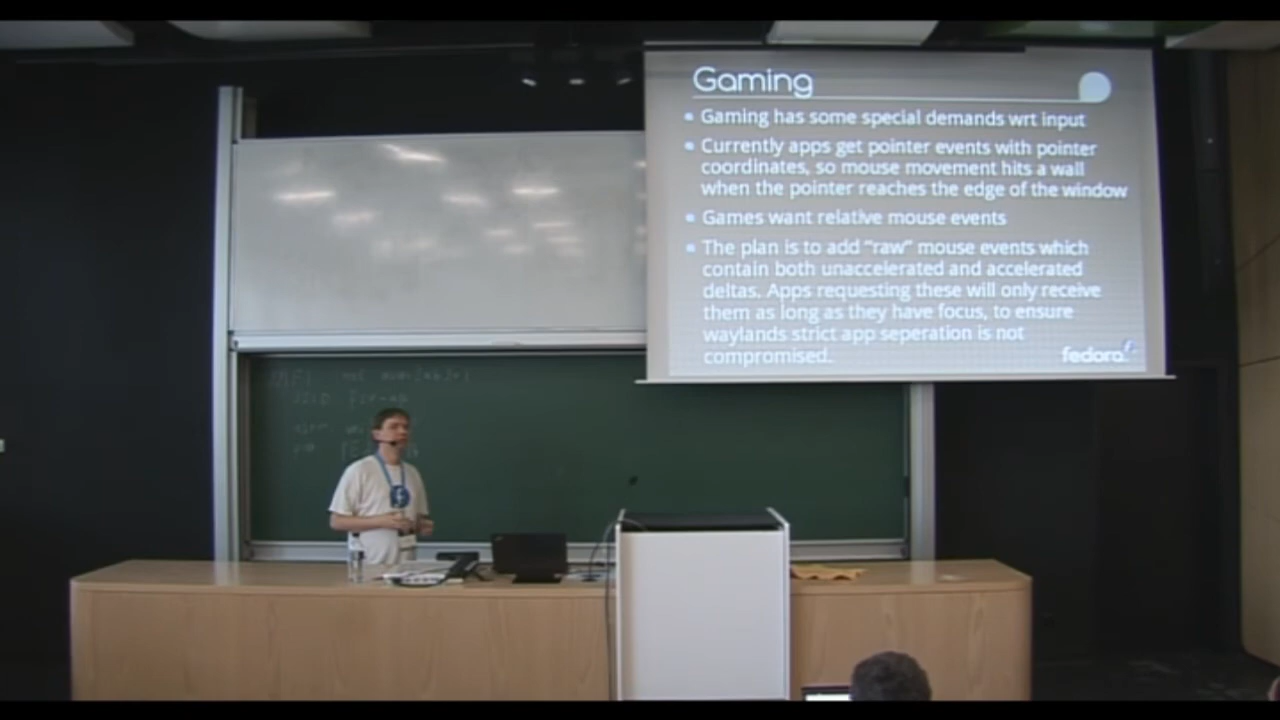 Gaming
Gaming has some special demands wrt input
Currently apps get pointer events with pointer
coordinates, so mouse movement hits a wall
when the pointer reaches the edge of the window
Games want relative mouse events
The plan is to add “raw” mouse events which
contain both unaccelerated and accelerated
deltas. Apps requesting these will only receive
them as long as they have focus, to ensure
waylands strict app seperation is not
compromised.
fedora